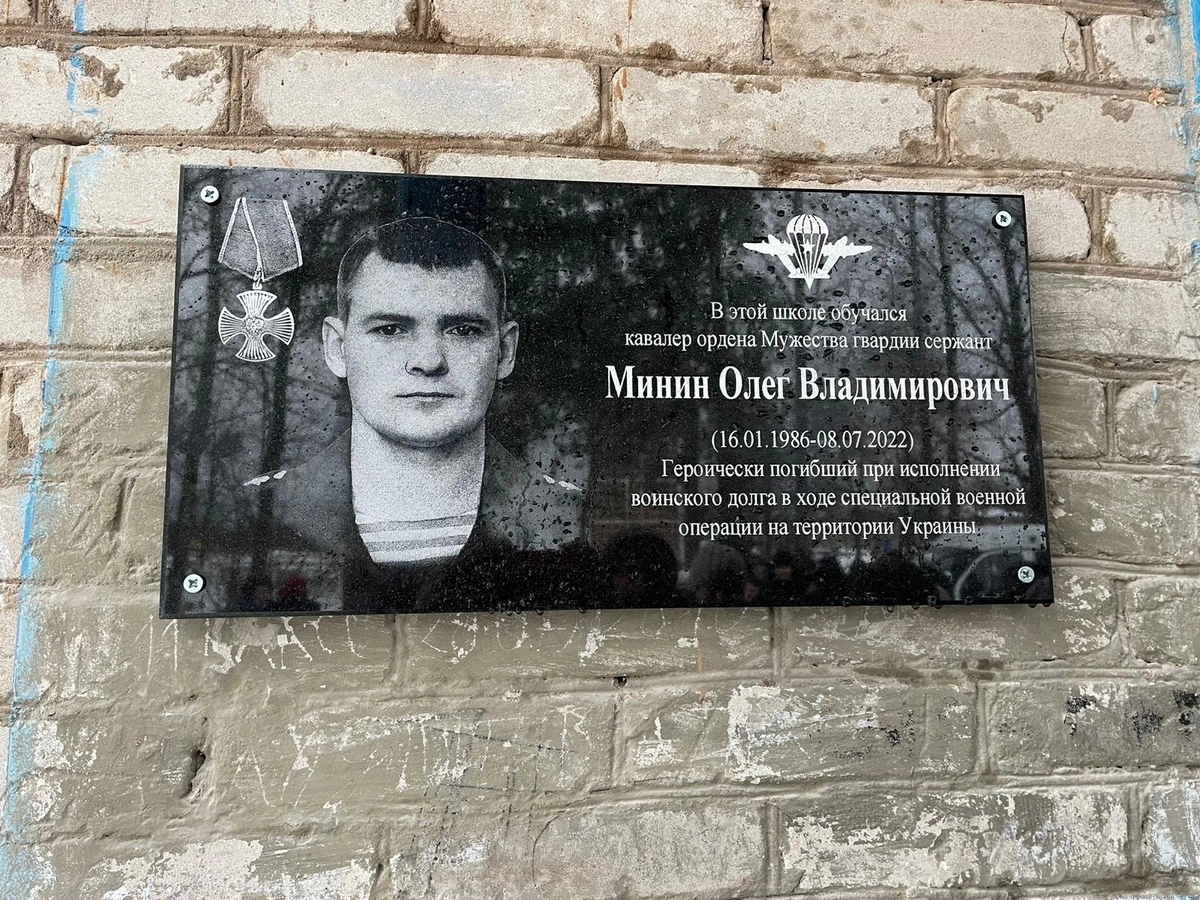 В этой школе обучался
кавалер ордена Мужества гвардии сержант
Минин Олег Владимирович
(16.01.1986-08.07.2022)
Героически погибший при исполнении
воинского долга в ходе специальной военной
операции на территории Украины